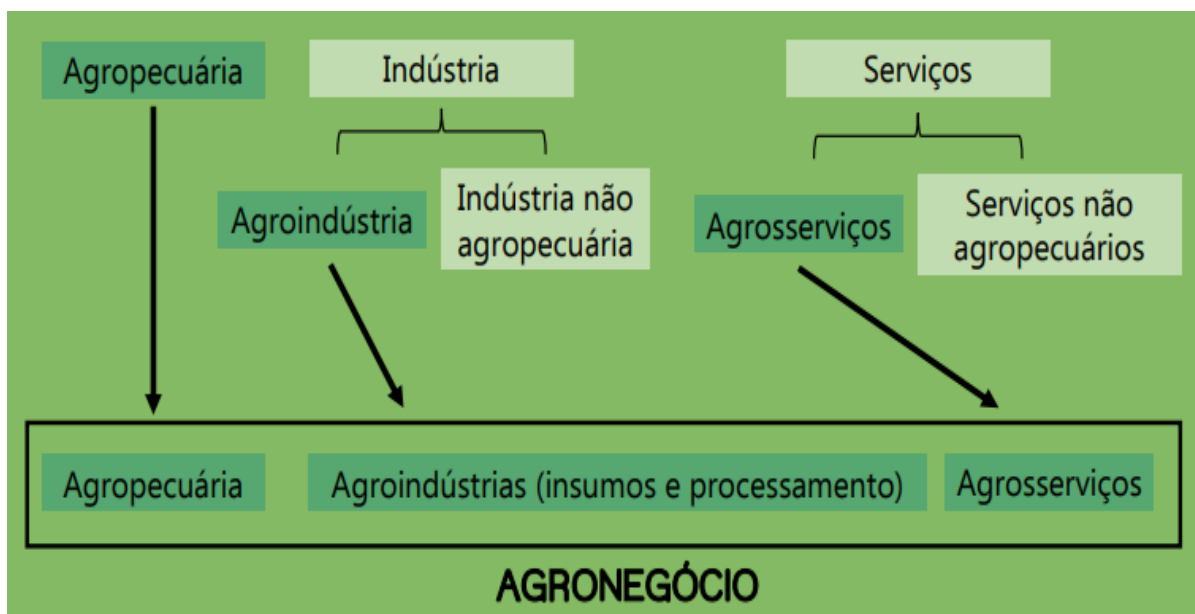 Agropecuária
Indústria
Serviços
Agroindústria
Indústria não
agropecuária
Agrosserviços
Serviços não
agropecuários
Agropecuária
Agroindústrias (insumos e processamento)
Agrosserviços
AGRONEGÓCIO